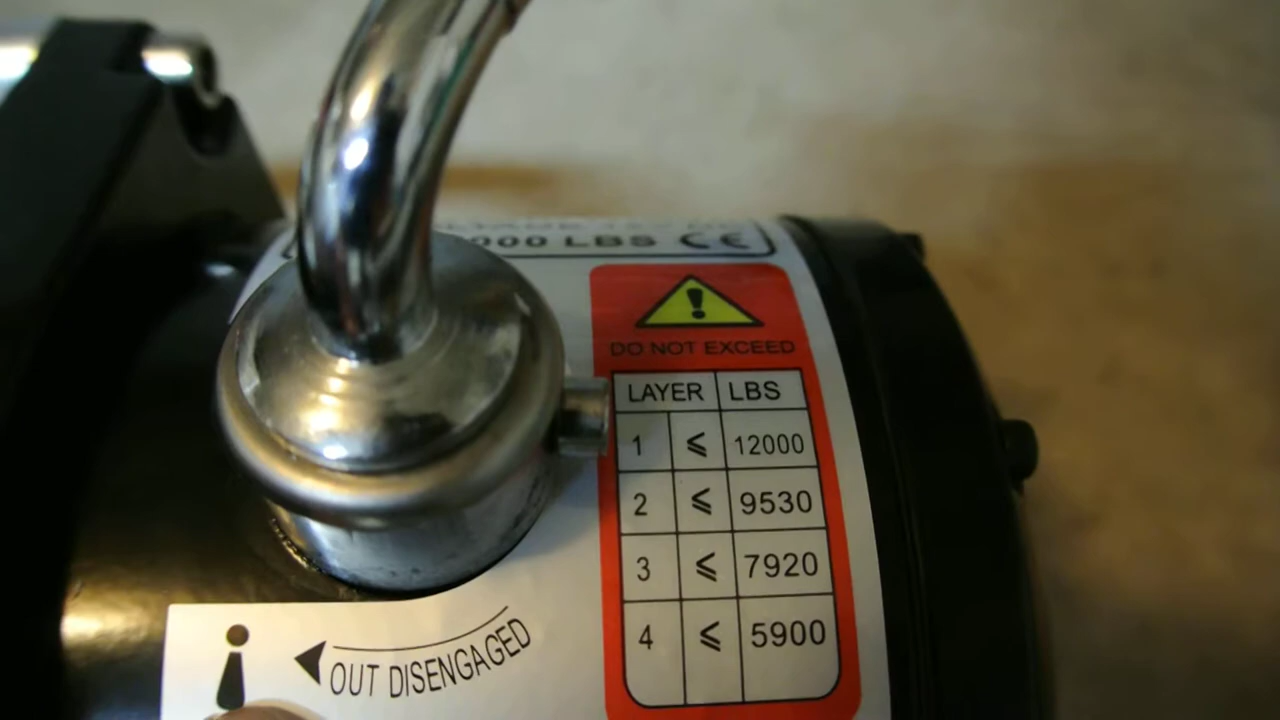 000 LBS CE
DO NOT EXCEED
LAYER LBS
1 ≤ 12000
2 ≤ 9530
3 ≤ 7920
4 ≤ 5900
OUT DISENGAGED